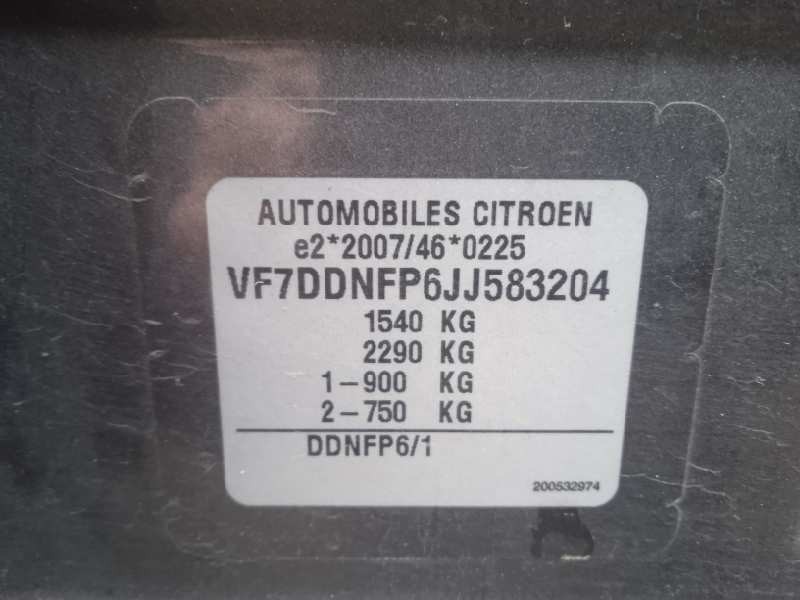 AUTOMOBILES CITROEN
e2*2007/46*0225
VF7DDNFP6JJ583204
1540 KG
2290 KG
1-900 KG
2-750 KG
DDNFP6/1
200532974